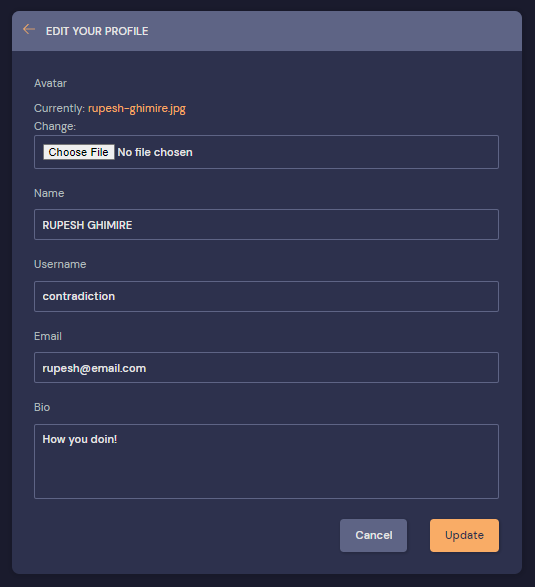 EDIT YOUR PROFILE
Avatar
Currently: rupesh-ghimire.jpg
Change:
Choose File No file chosen
Name
RUPESH GHIMIRE
Username
contradiction
Email
rupesh@email.com
Bio
How you doin!
Cancel Update